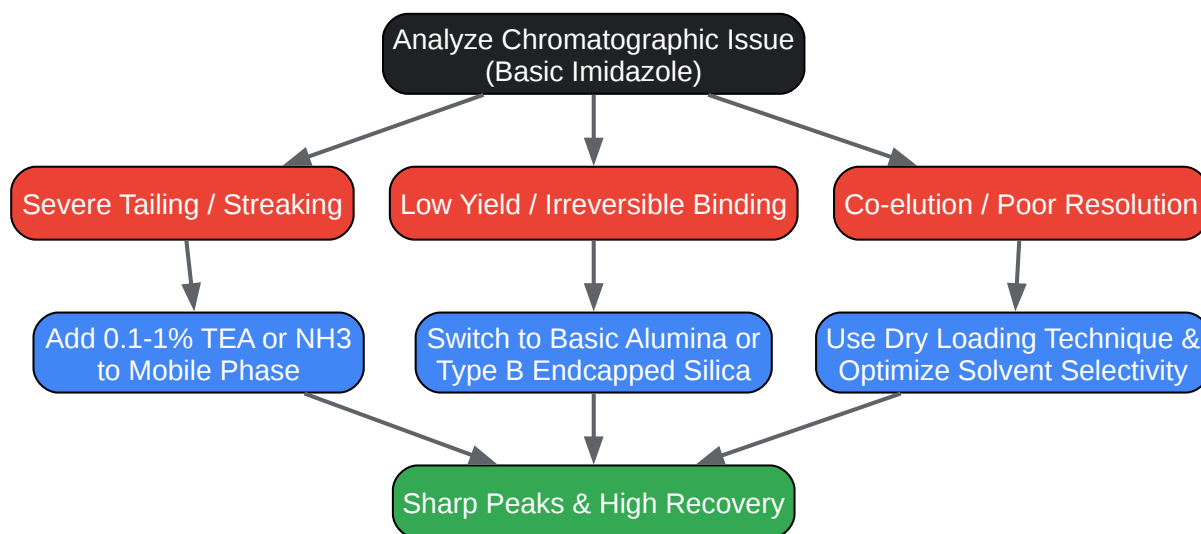 Analyze Chromatographic Issue
(Basic Imidazole)
Severe Tailing / Streaking
Low Yield / Irreversible Binding
Co-elution / Poor Resolution
Add 0.1-1% TEA or NH3
to Mobile Phase
Switch to Basic Alumina or
Type B Endcapped Silica
Use Dry Loading Technique &
Optimize Solvent Selectivity
Sharp Peaks & High Recovery